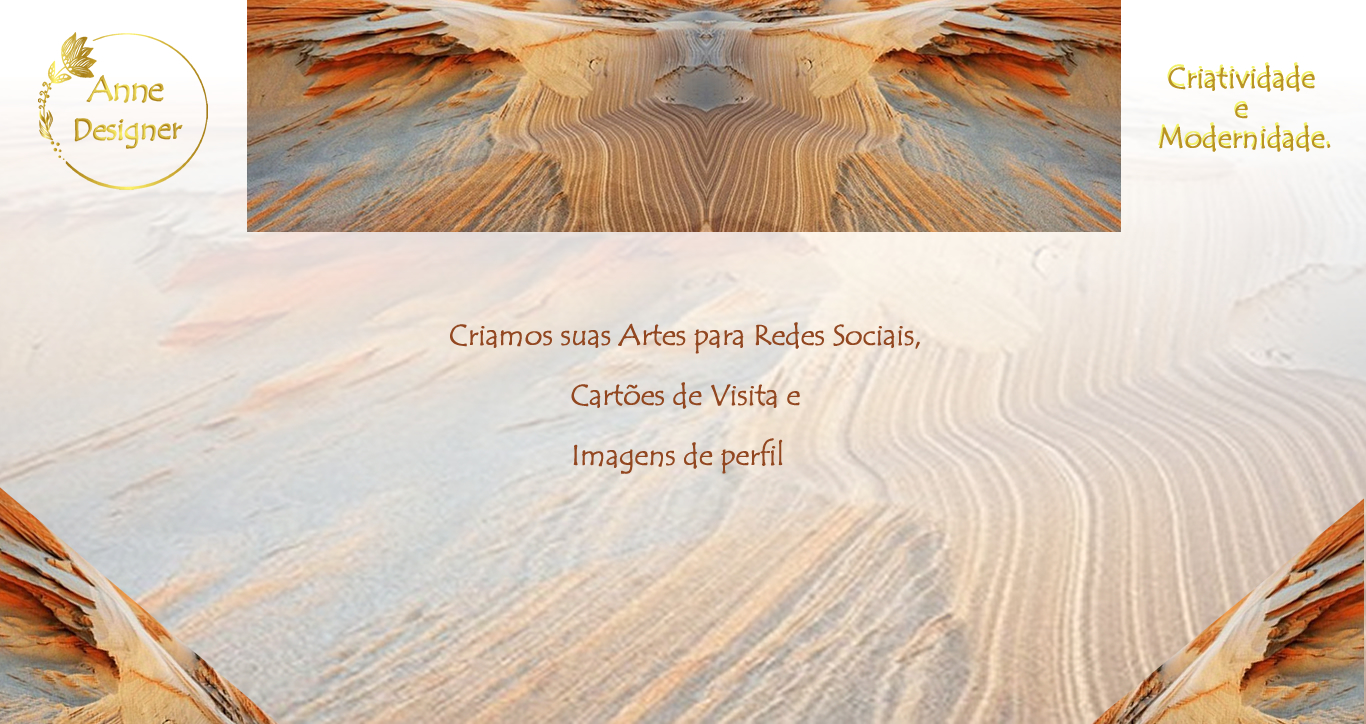 Anne
Designer
Criatividade
e
Modernidade.
Criamos suas Artes para Redes Sociais,
Cartões de Visita e
Imagens de perfil